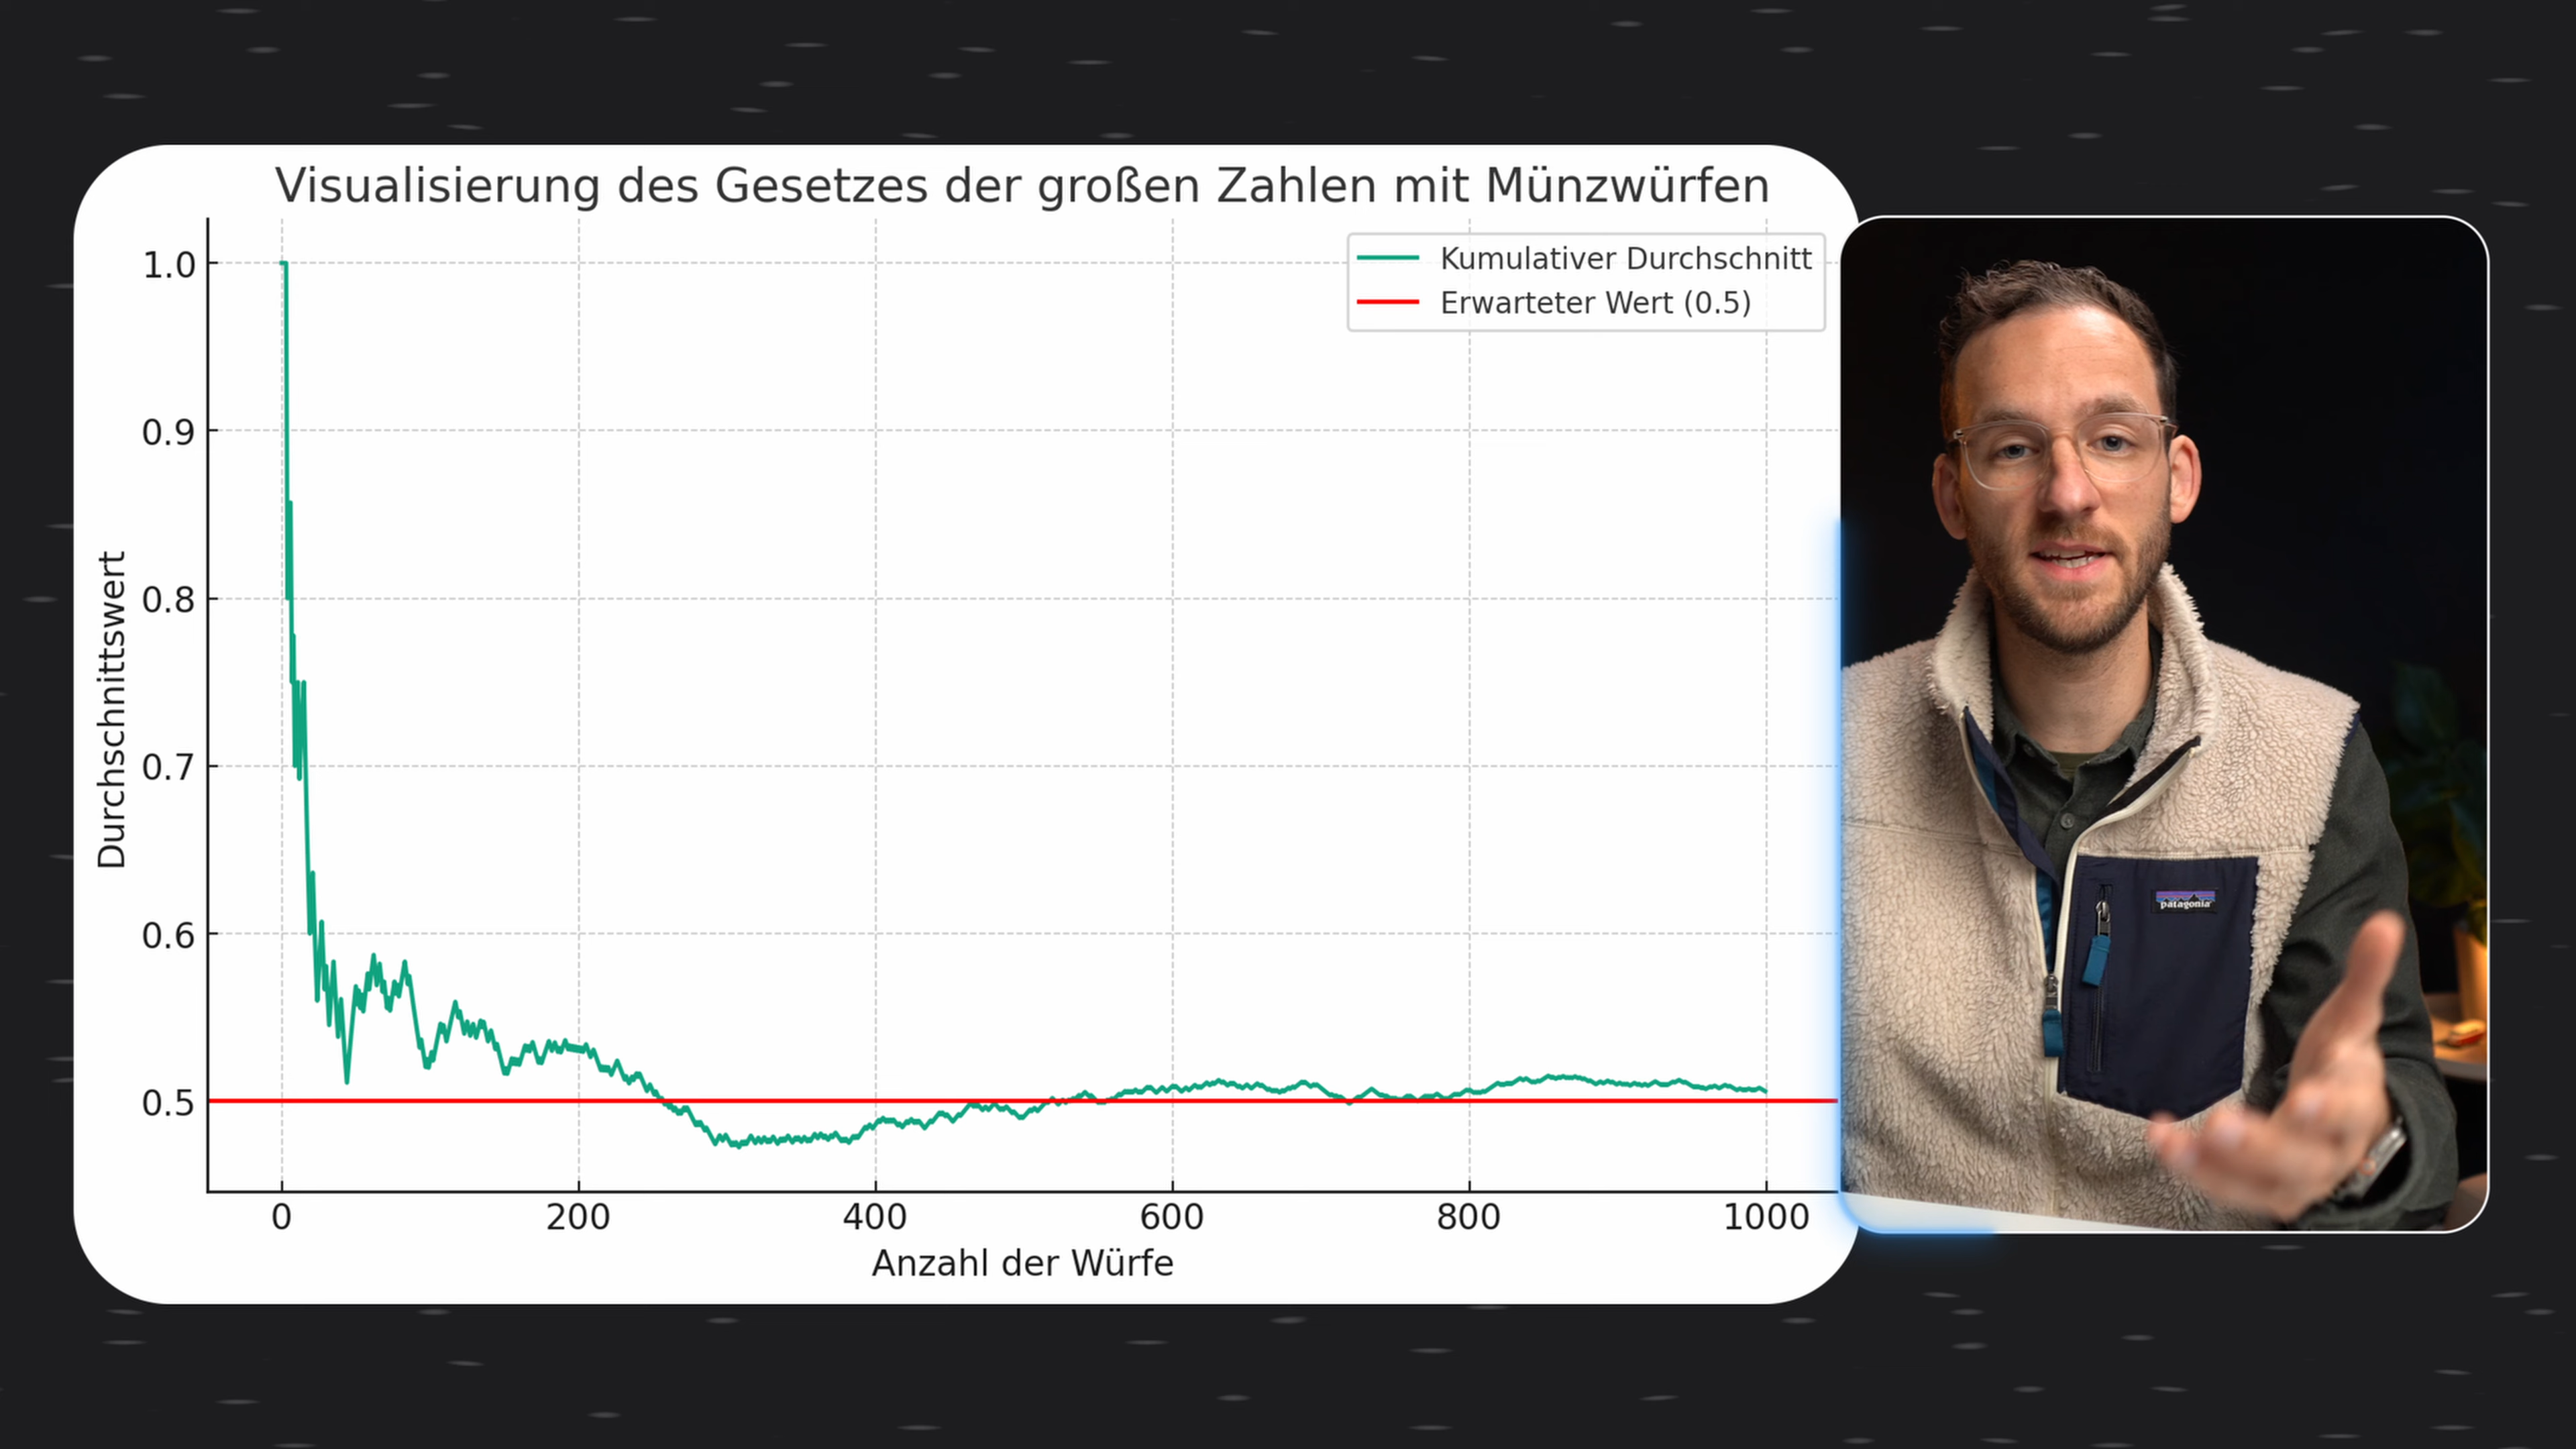 Visualisierung des Gesetzes der großen Zahlen mit Münzwürfen
Kumulativer Durchschnitt
Erwarteter Wert (0.5)
1.0
0.9
0.8
0.7
0.6
0.5
Durchschnittswert
0
200
400
600
800
1000
Anzahl der Würfe
patagonia